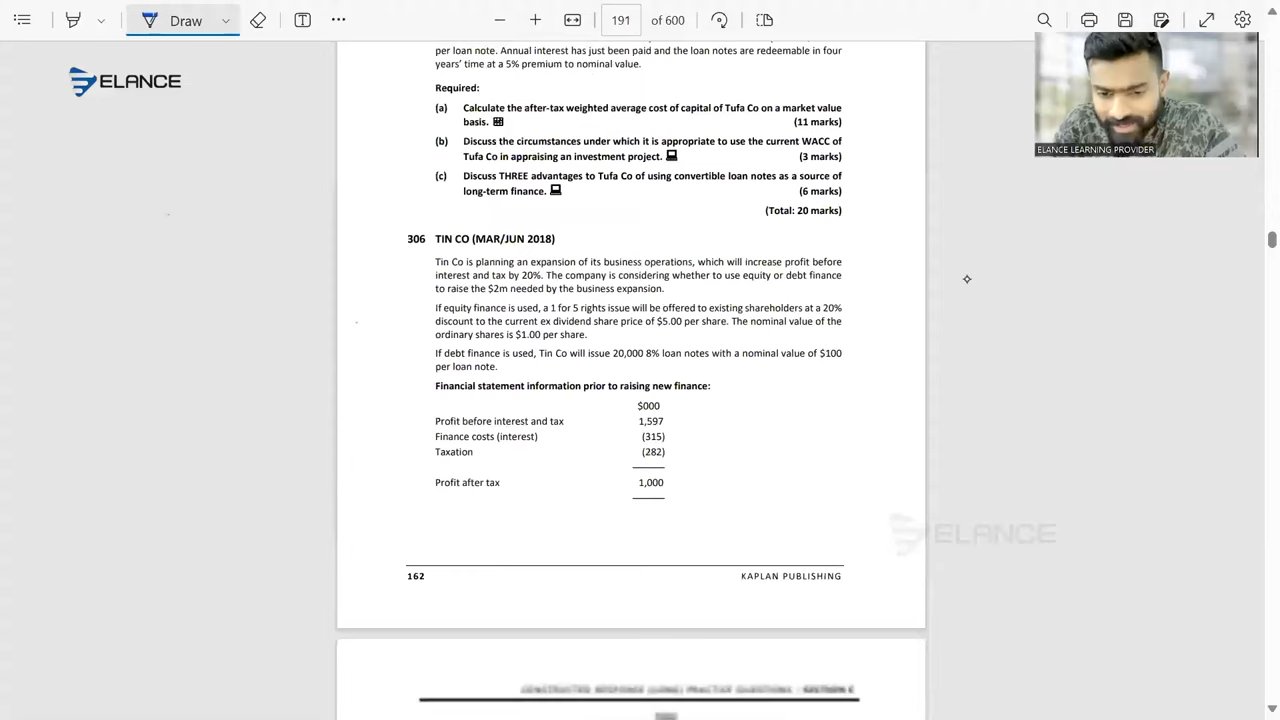 Draw
191 of 600
ELANCE
ELANCE LEARNING PROVIDER
per loan note. Annual interest has just been paid and the loan notes are redeemable in four
years' time at a 5% premium to nominal value.
Required:
(a) Calculate the after-tax weighted average cost of capital of Tufa Co on a market value
basis. (11 marks)
(b) Discuss the circumstances under which it is appropriate to use the current WACC of
Tufa Co in appraising an investment project. (3 marks)
(c) Discuss THREE advantages to Tufa Co of using convertible loan notes as a source of
long-term finance. (6 marks)
(Total: 20 marks)
306 TIN CO (MAR/JUN 2018)
Tin Co is planning an expansion of its business operations, which will increase profit before
interest and tax by 20%. The company is considering whether to use equity or debt finance
to raise the $2m needed by the business expansion.
If equity finance is used, a 1 for 5 rights issue will be offered to existing shareholders at a 20%
discount to the current ex dividend share price of $5.00 per share. The nominal value of the
ordinary shares is $1.00 per share.
If debt finance is used, Tin Co will issue 20,000 8% loan notes with a nominal value of $100
per loan note.
Financial statement information prior to raising new finance:
$000
Profit before interest and tax 1,597
Finance costs (interest) (315)
Taxation (282)
Profit after tax 1,000
ELANCE
162 KAPLAN PUBLISHING